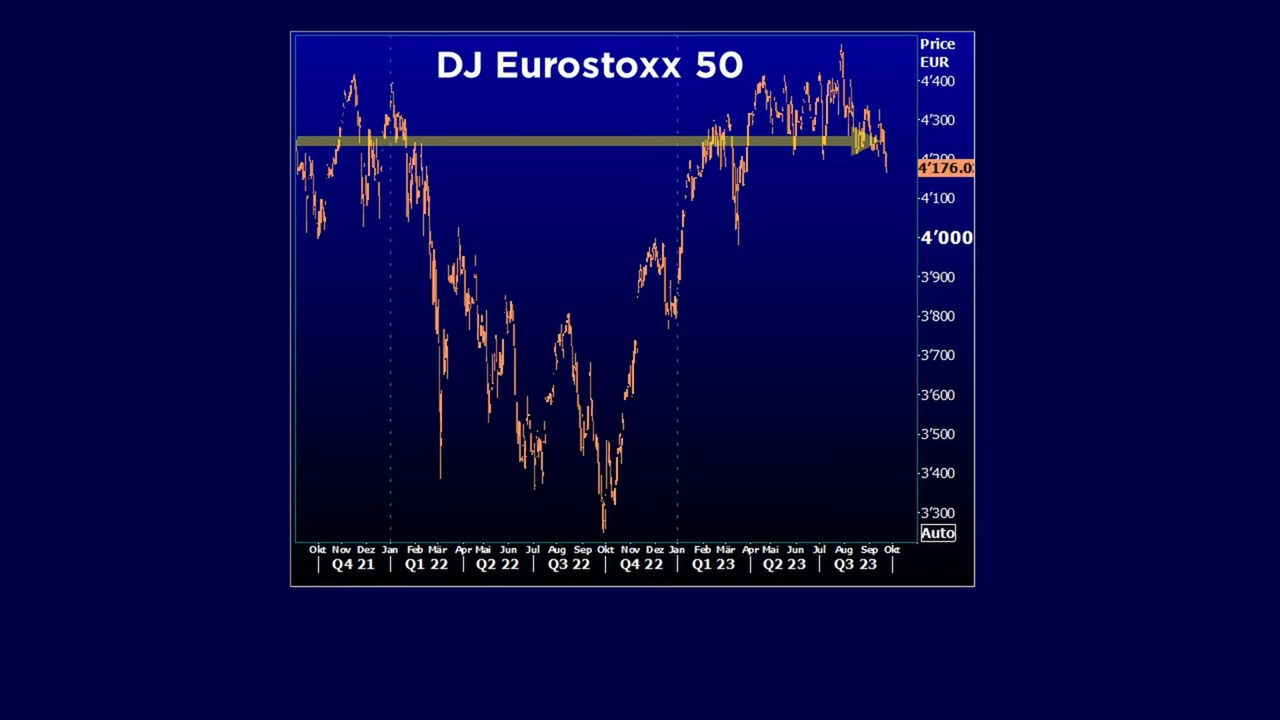 DJ Eurostoxx 50
Price
EUR
4’400
4’300
4’200
4’176.0
4’100
4’000
3’900
3’800
3’700
3’600
3’500
3’400
3’300
Auto
Okt Nov Dez Jan Feb Mär Apr Mai Jun Jul Aug Sep Okt Nov Dez Jan Feb Mär Apr Mai Jun Jul Aug Sep Okt
Q4 21 Q1 22 Q2 22 Q3 22 Q4 22 Q1 23 Q2 23 Q3 23